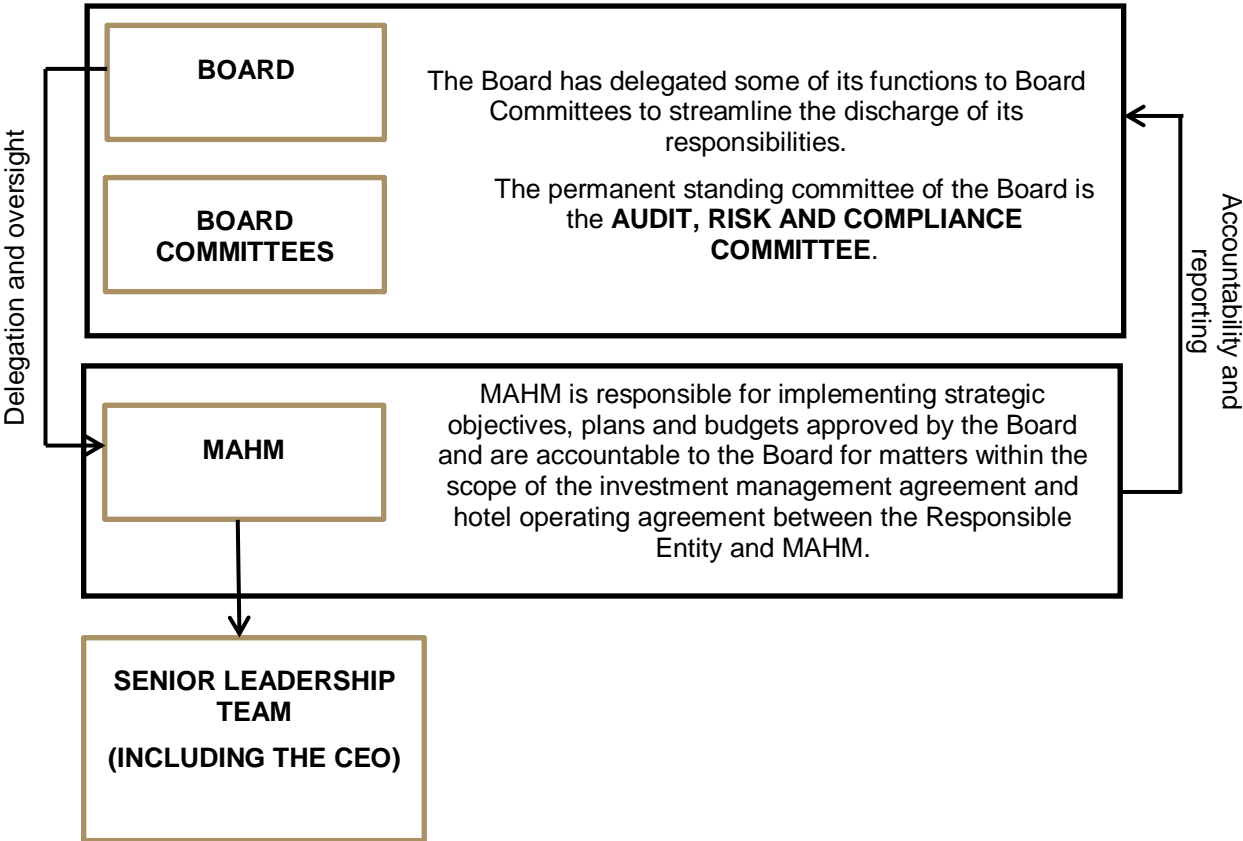 Delegation and oversight
BOARD
The Board has delegated some of its functions to Board
Committees to streamline the discharge of its
responsibilities.
BOARD
COMMITTEES
The permanent standing committee of the Board is
the AUDIT, RISK AND COMPLIANCE
COMMITTEE.
Accountability and
reporting
MAHM
MAHM is responsible for implementing strategic
objectives, plans and budgets approved by the Board
and are accountable to the Board for matters within the
scope of the investment management agreement and
hotel operating agreement between the Responsible
Entity and MAHM.
SENIOR LEADERSHIP
TEAM
(INCLUDING THE CEO)